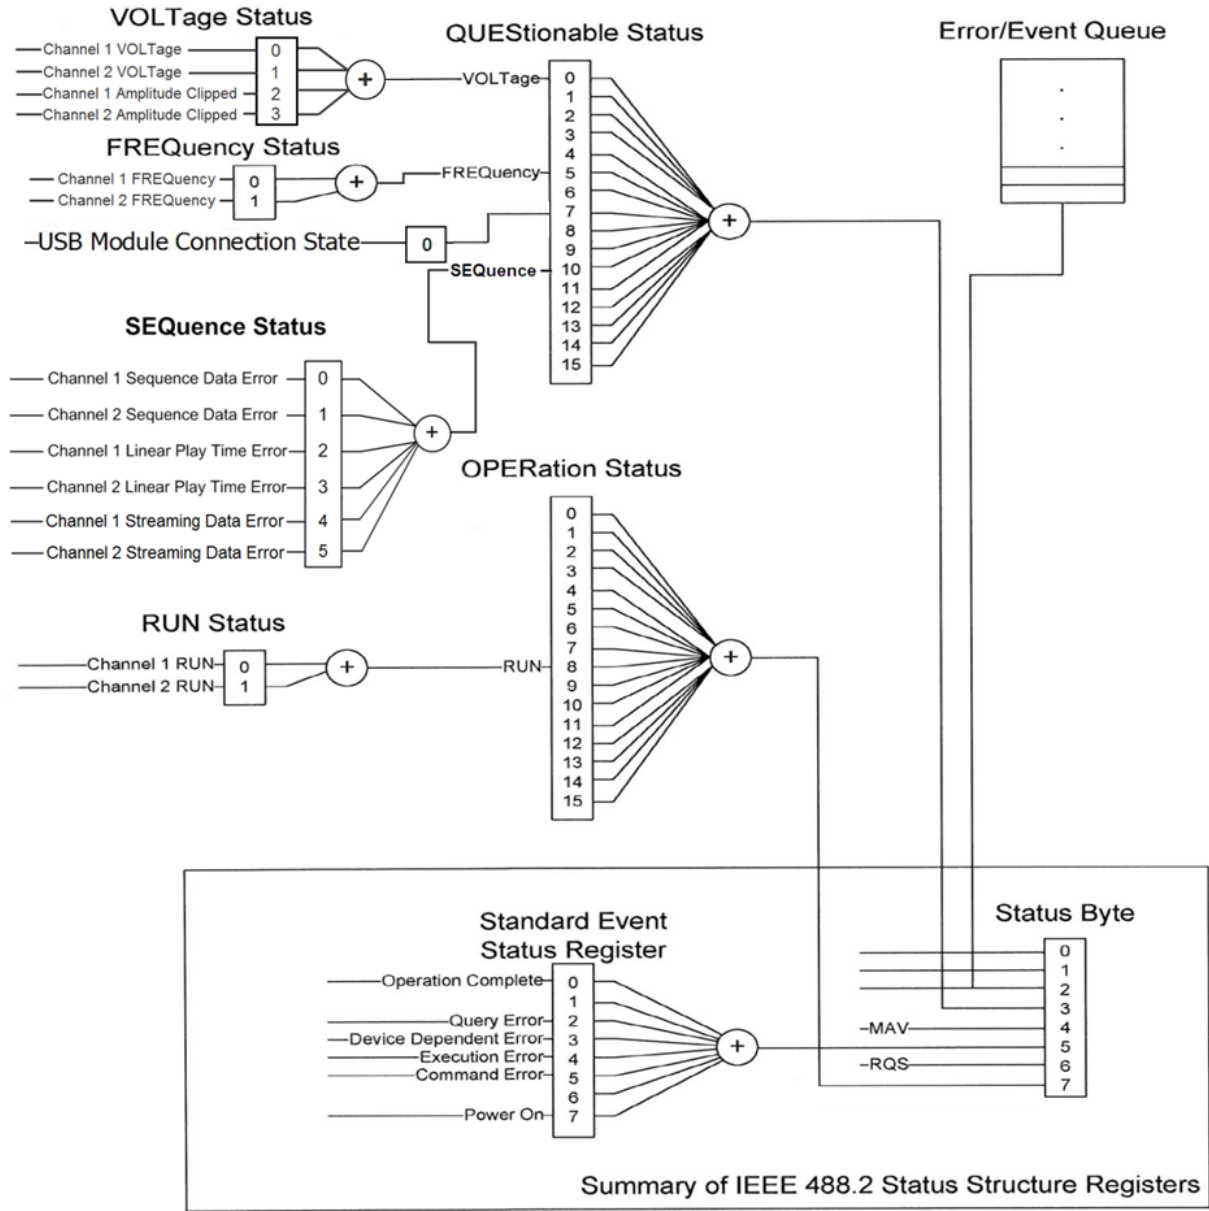 VOLTage Status
Channel 1 VOLTage 0
Channel 2 VOLTage 1
Channel 1 Amplitude Clipped 2
Channel 2 Amplitude Clipped 3
+
FREQuency Status
Channel 1 FREQuency 0
Channel 2 FREQuency 1
+
USB Module Connection State 0
SEQuence Status
Channel 1 Sequence Data Error 0
Channel 2 Sequence Data Error 1
Channel 1 Linear Play Time Error 2
Channel 2 Linear Play Time Error 3
Channel 1 Streaming Data Error 4
Channel 2 Streaming Data Error 5
+
RUN Status
Channel 1 RUN 0
Channel 2 RUN 1
+
QUEStionable Status
VOLTage 0
1
2
3
4
FREQuency 5
6
7
8
9
SEQuence 10
11
12
13
14
15
+
OPERation Status
0
1
2
3
4
5
6
7
RUN 8
9
10
11
12
13
14
15
+
Error/Event Queue
.
.
.
Standard Event
Status Register
Operation Complete 0
1
Query Error 2
Device Dependent Error 3
Execution Error 4
Command Error 5
6
Power On 7
+
Status Byte
0
1
2
3
MAV 4
5
RQS 6
7
Summary of IEEE 488.2 Status Structure Registers